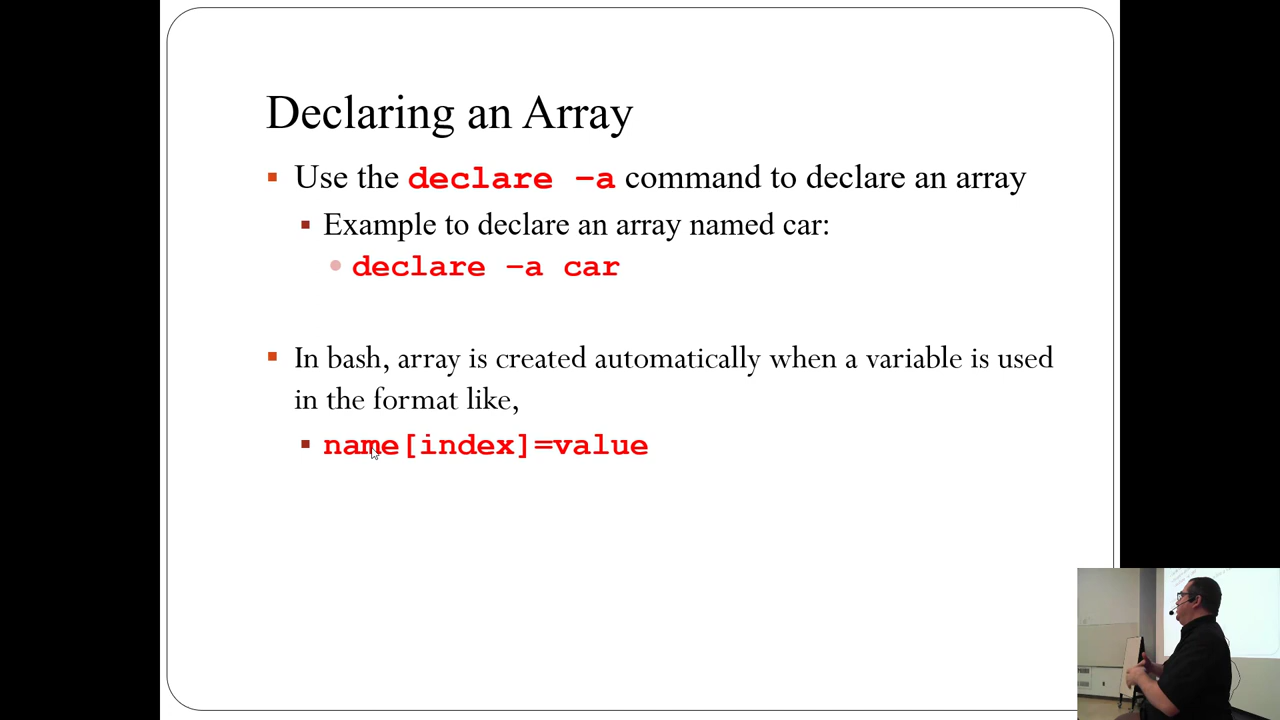 Declaring an Array
Use the declare –a command to declare an array
Example to declare an array named car:
declare –a car
In bash, array is created automatically when a variable is used
in the format like,
name[index]=value